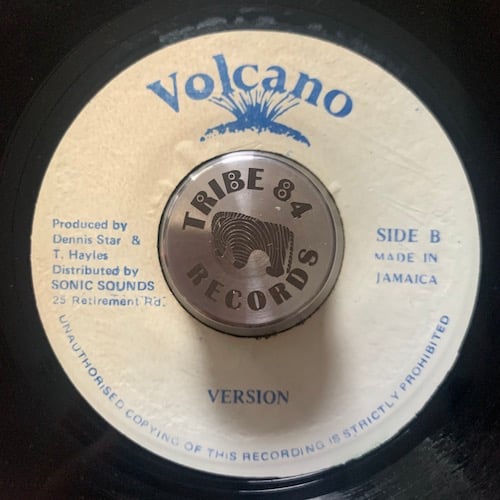 Volcano
TRIBE 84
RECORDS
Produced by
Dennis Star &
T. Hayles
Distributed by
SONIC SOUNDS
25 Retirement Rd.
SIDE B
MADE IN
JAMAICA
VERSION
UNAUTHORISED COPYING OF THIS RECORDING IS STRICTLY PROHIBITED